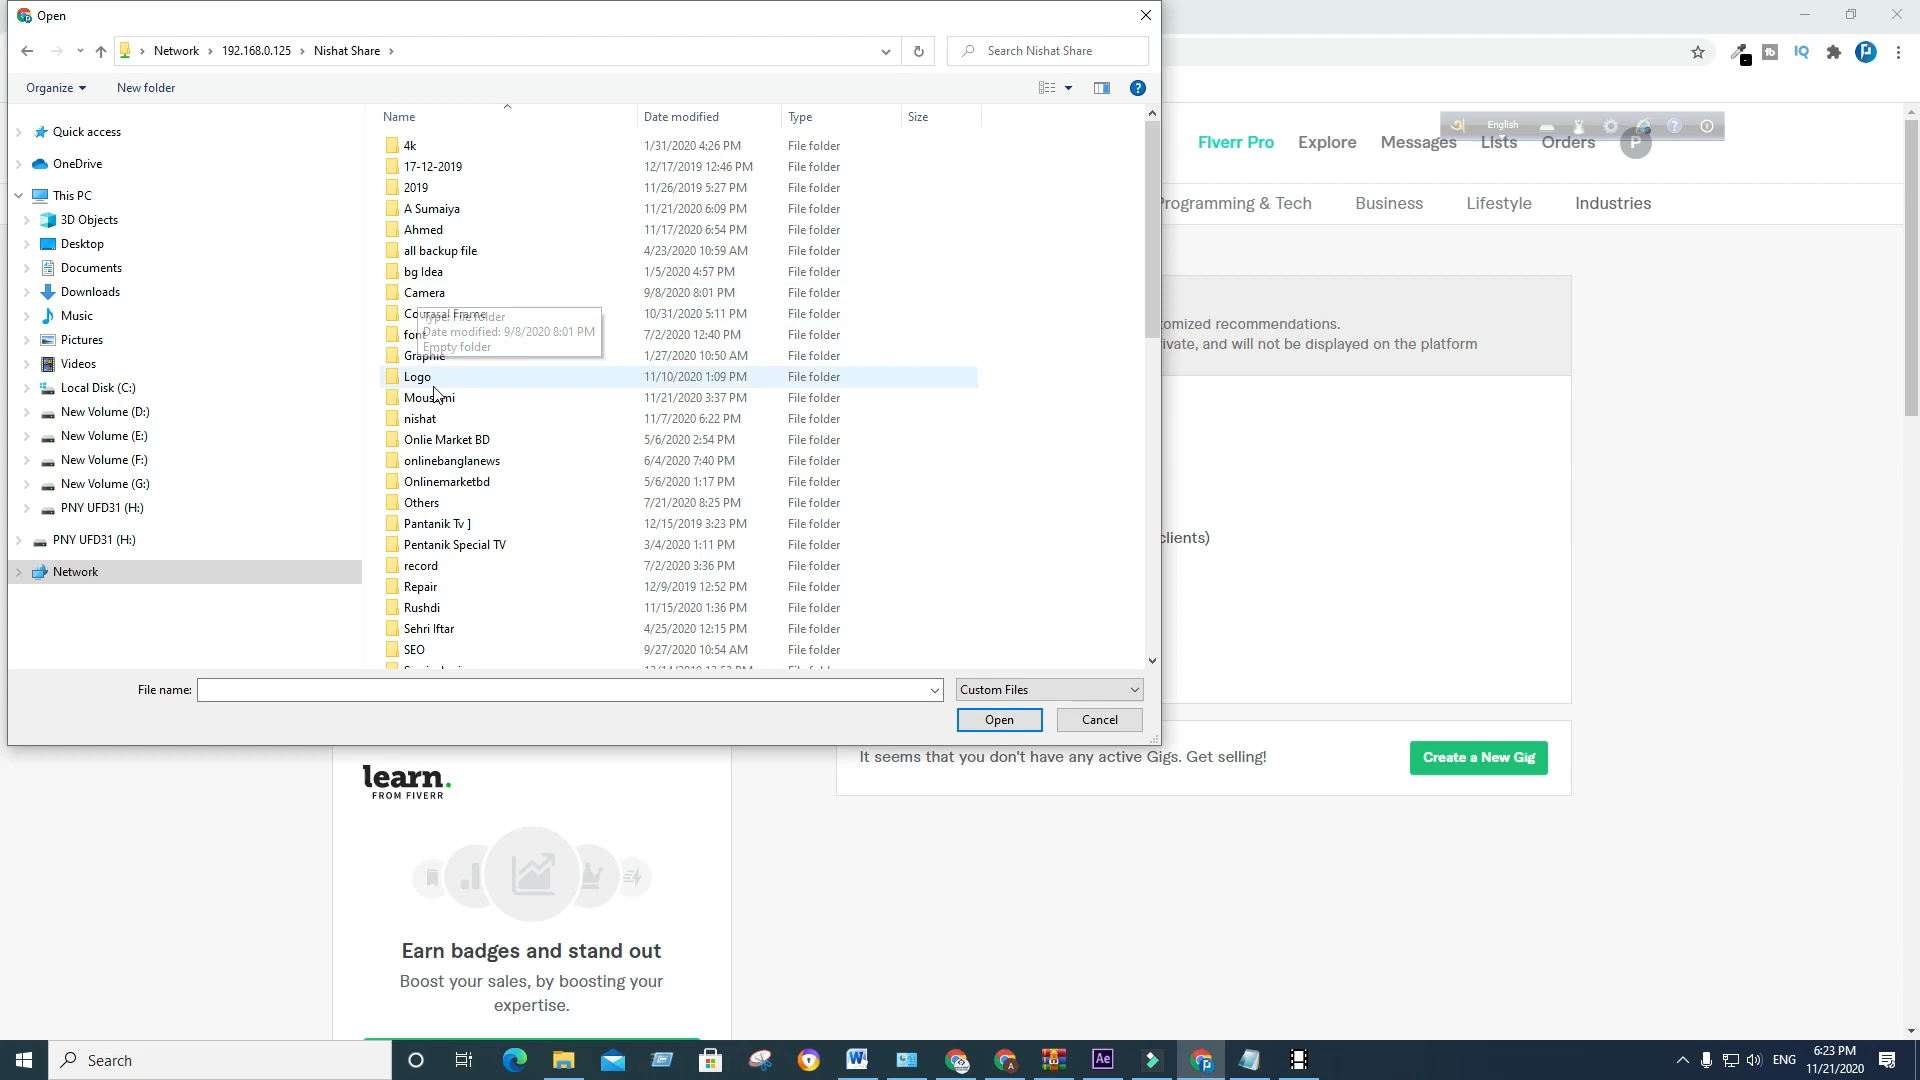 Open
Network > 192.168.0.125 > Nishat Share >
Search Nishat Share
Organize
New folder
Name
Date modified
Type
Size
Quick access
OneDrive
This PC
3D Objects
Desktop
Documents
Downloads
Music
Pictures
Videos
Local Disk (C:)
New Volume (D:)
New Volume (E:)
New Volume (F:)
New Volume (G:)
PNY UFD31 (H:)
PNY UFD31 (H:)
Network
4k 1/31/2020 4:26 PM File folder
17-12-2019 12/17/2019 12:46 PM File folder
2019 11/26/2019 5:27 PM File folder
A Sumaiya 11/21/2020 6:09 PM File folder
Ahmed 11/17/2020 6:54 PM File folder
all backup file 4/23/2020 10:59 AM File folder
bg Idea 1/5/2020 4:57 PM File folder
Camera 9/8/2020 8:01 PM File folder
10/31/2020 5:11 PM File folder
7/2/2020 12:40 PM File folder
1/27/2020 10:50 AM File folder
Type: File folder
Date modified: 9/8/2020 8:01 PM
Empty folder
Logo 11/10/2020 1:09 PM File folder
11/21/2020 3:37 PM File folder
nishat 11/7/2020 6:22 PM File folder
Onlie Market BD 5/6/2020 2:54 PM File folder
onlinebanglanews 6/4/2020 7:40 PM File folder
Onlinemarketbd 5/6/2020 1:17 PM File folder
Others 7/21/2020 8:25 PM File folder
Pantanik Tv ] 12/15/2019 3:23 PM File folder
Pentanik Special TV 3/4/2020 1:11 PM File folder
record 7/2/2020 3:36 PM File folder
Repair 12/9/2019 12:52 PM File folder
Rushdi 11/15/2020 1:36 PM File folder
Sehri Iftar 4/25/2020 12:15 PM File folder
SEO 9/27/2020 10:54 AM File folder
File name:
Custom Files
Open
Cancel
English
Fiverr Pro
Explore
Messages
Lists
Orders
P
Programming & Tech
Business
Lifestyle
Industries
tomized recommendations.
ivate, and will not be displayed on the platform
clients)
It seems that you don't have any active Gigs. Get selling!
Create a New Gig
learn.
FROM FIVERR
Earn badges and stand out
Boost your sales, by boosting your
expertise.
Search
ENG
6:23 PM
11/21/2020